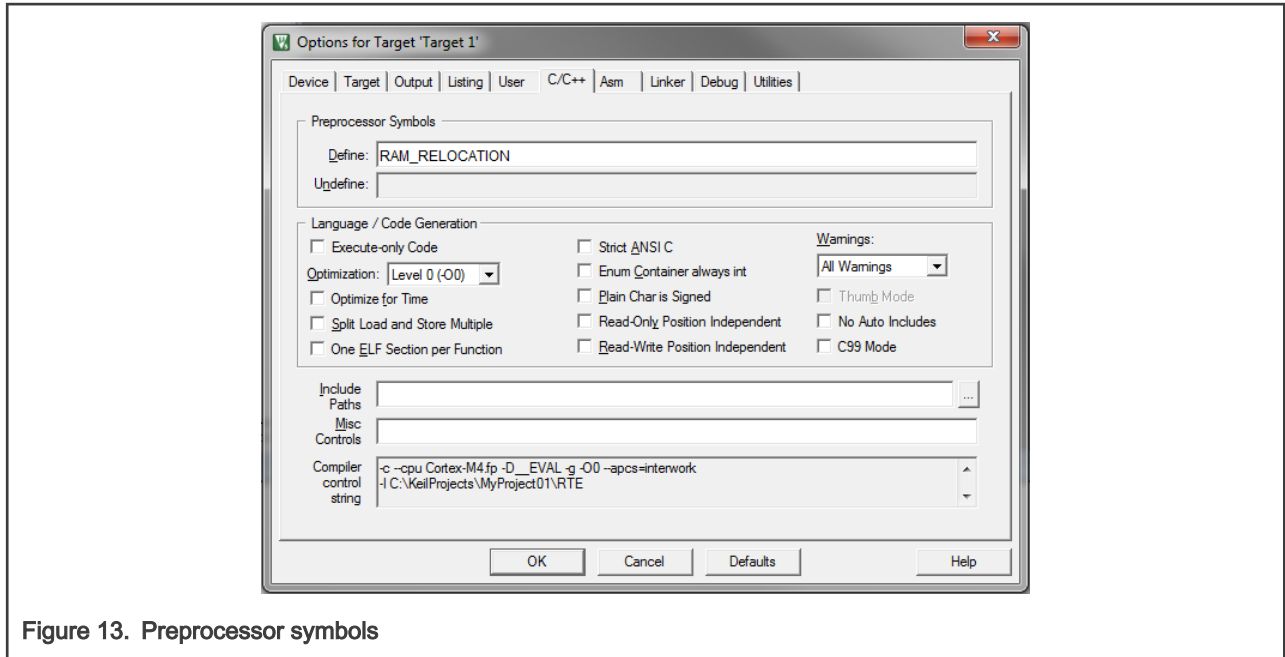 Options for Target 'Target 1'
Device Target Output Listing User C/C++ Asm Linker Debug Utilities
Preprocessor Symbols
Define: RAM_RELOCATION
Undefine:
Language / Code Generation
Execute-only Code
Strict ANSI C
Warnings:
Optimization: Level 0 (-O0)
Enum Container always int
All Warnings
Optimize for Time
Plain Char is Signed
Thumb Mode
Split Load and Store Multiple
Read-Only Position Independent
No Auto Includes
One ELF Section per Function
Read-Write Position Independent
C99 Mode
Include
Paths
...
Misc
Controls
Compiler
control
string
-c --cpu Cortex-M4.fp -D__EVAL -g -O0 --apcs=interwork
-I C:\KeilProjects\MyProject01\RTE
OK Cancel Defaults Help
Figure 13. Preprocessor symbols